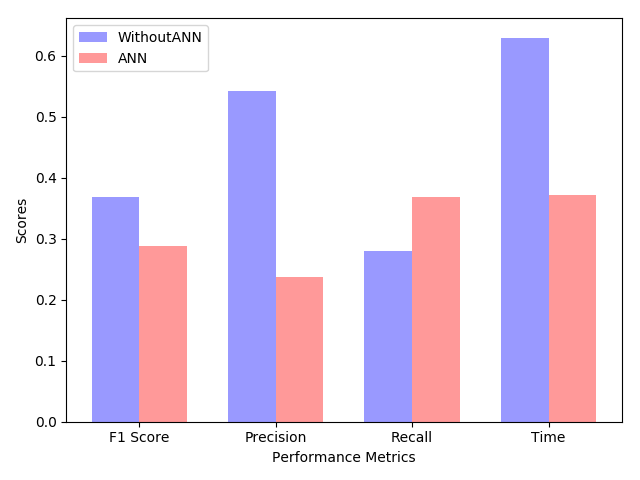 WithoutANN
ANN
Scores
0.6
0.5
0.4
0.3
0.2
0.1
0.0
F1 Score Precision Recall Time
Performance Metrics